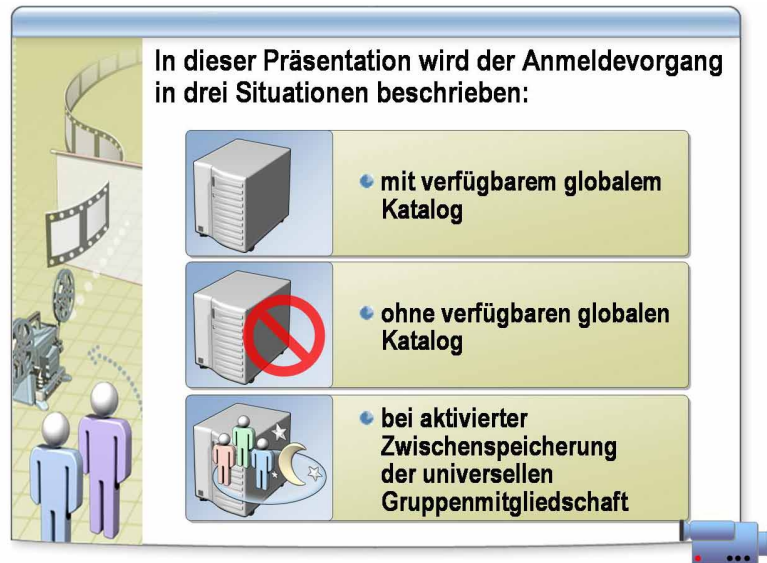 In dieser Präsentation wird der Anmeldevorgang
in drei Situationen beschrieben:
mit verfügbarem globalem
Katalog
ohne verfügbaren globalen
Katalog
bei aktivierter
Zwischenspeicherung
der universellen
Gruppenmitgliedschaft